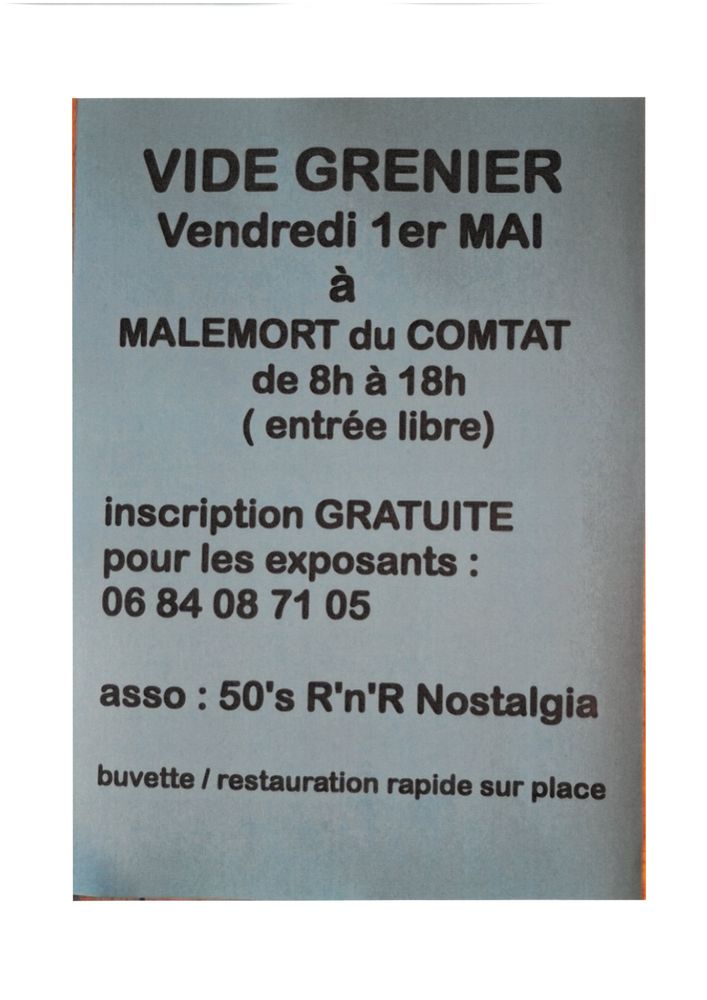 VIDE GRENIER
Vendredi 1er MAI
à
MALEMORT du COMTAT
de 8h à 18h
( entrée libre)
inscription GRATUITE
pour les exposants :
06 84 08 71 05
asso : 50's R'n'R Nostalgia
buvette / restauration rapide sur place